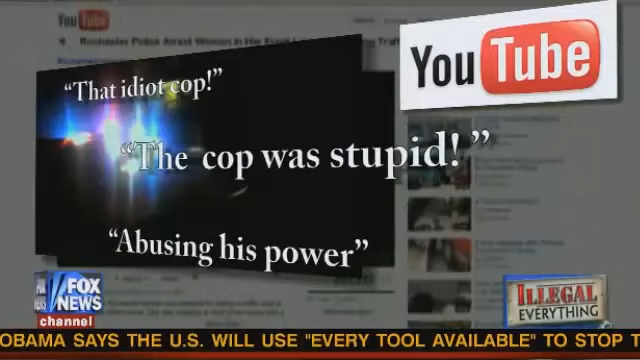 YouTube
Rochester Police Arrest Woman in Her Front
YouTube
"That idiot cop!"
"The cop was stupid! "
"Abusing his power"
FOX
NEWS
channel
ILLEGAL
EVERYTHING
OBAMA SAYS THE U.S. WILL USE "EVERY TOOL AVAILABLE" TO STOP T